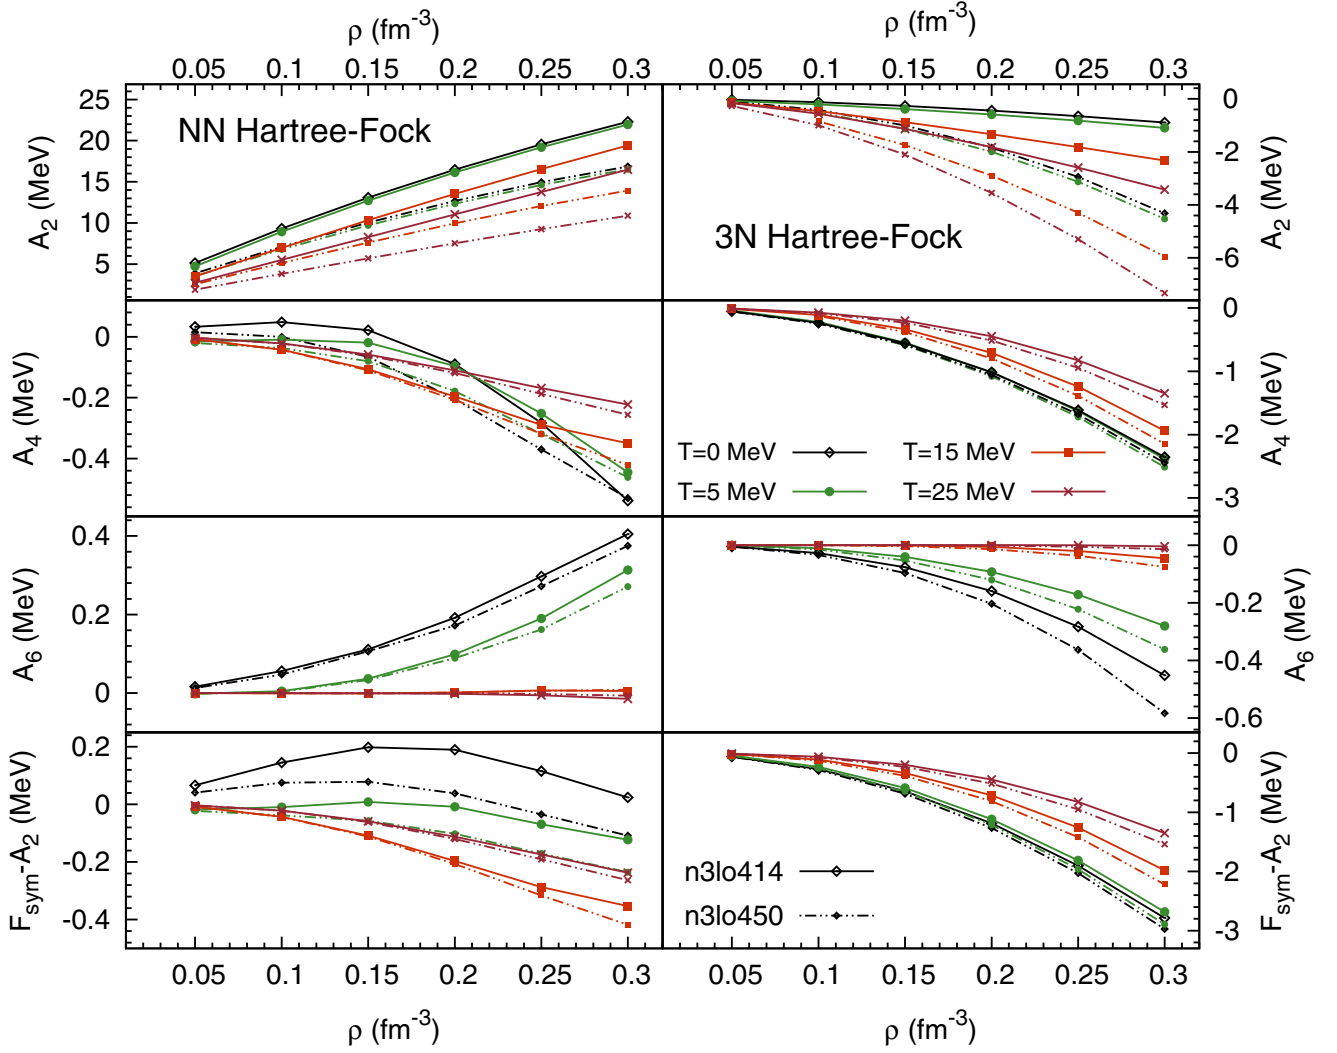 ρ (fm⁻³) ρ (fm⁻³)
0.05 0.1 0.15 0.2 0.25 0.3 0.05 0.1 0.15 0.2 0.25 0.3
NN Hartree-Fock
A₂ (MeV)
25
20
15
10
5
3N Hartree-Fock
0
-2
-4
-6
A₂ (MeV)
A₄ (MeV)
0
-0.2
-0.4
T=0 MeV T=15 MeV
T=5 MeV T=25 MeV
0
-1
-2
-3
A₄ (MeV)
A₆ (MeV)
0.4
0.2
0
0
-0.2
-0.4
-0.6
A₆ (MeV)
F_sym-A₂ (MeV)
0.2
0
-0.2
-0.4
n3lo414
n3lo450
0
-1
-2
-3
F_sym-A₂ (MeV)
0.05 0.1 0.15 0.2 0.25 0.3 0.05 0.1 0.15 0.2 0.25 0.3
ρ (fm⁻³) ρ (fm⁻³)